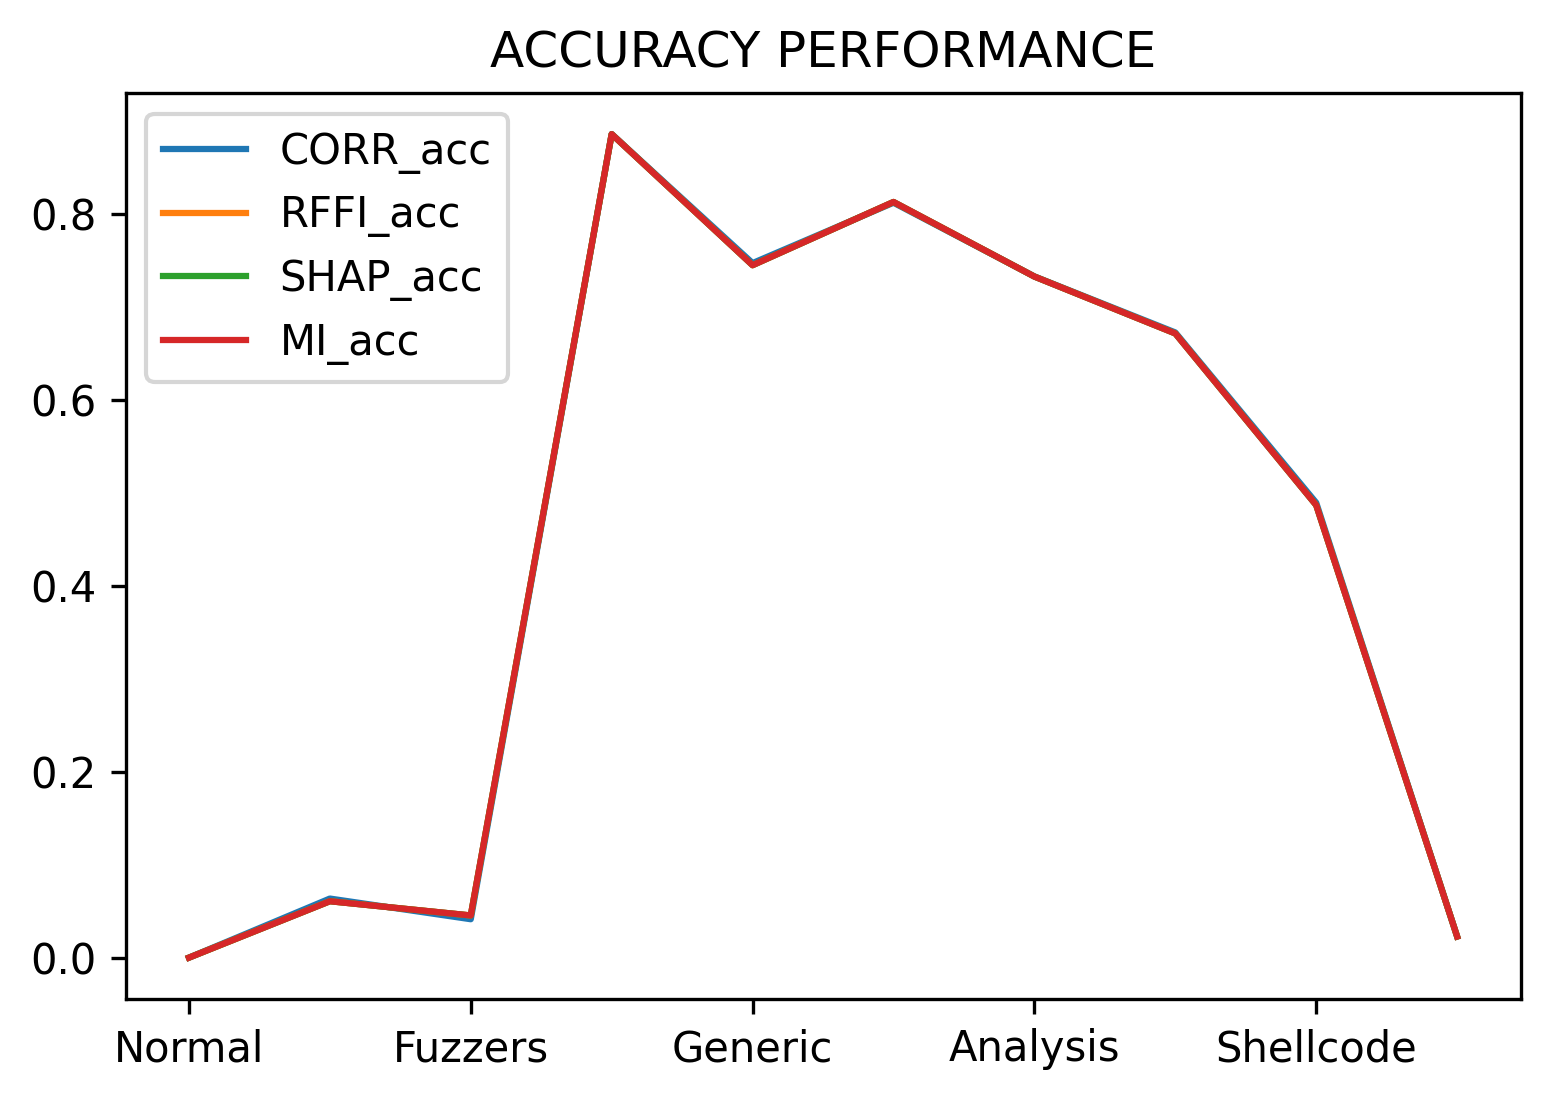 ACCURACY PERFORMANCE
CORR_acc
RFFI_acc
SHAP_acc
MI_acc
0.8
0.6
0.4
0.2
0.0
Normal Fuzzers Generic Analysis Shellcode